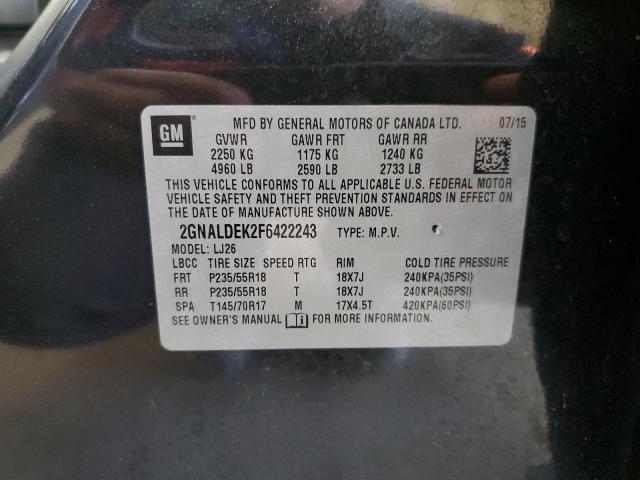 GM
MFD BY GENERAL MOTORS OF CANADA LTD. 07/15
GVWR GAWR FRT GAWR RR
2250 KG 1175 KG 1240 KG
4960 LB 2590 LB 2733 LB
THIS VEHICLE CONFORMS TO ALL APPLICABLE U.S. FEDERAL MOTOR
VEHICLE SAFETY AND THEFT PREVENTION STANDARDS IN EFFECT ON
THE DATE OF MANUFACTURE SHOWN ABOVE.
2GNALDEK2F6422243 TYPE: M.P.V.
MODEL: LJ26
LBCC TIRE SIZE SPEED RTG RIM COLD TIRE PRESSURE
FRT P235/55R18 T 18X7J 240KPA(35PSI)
RR P235/55R18 T 18X7J 240KPA(35PSI)
SPA T145/70R17 M 17X4.5T 420KPA(60PSI)
SEE OWNER'S MANUAL FOR MORE INFORMATION.